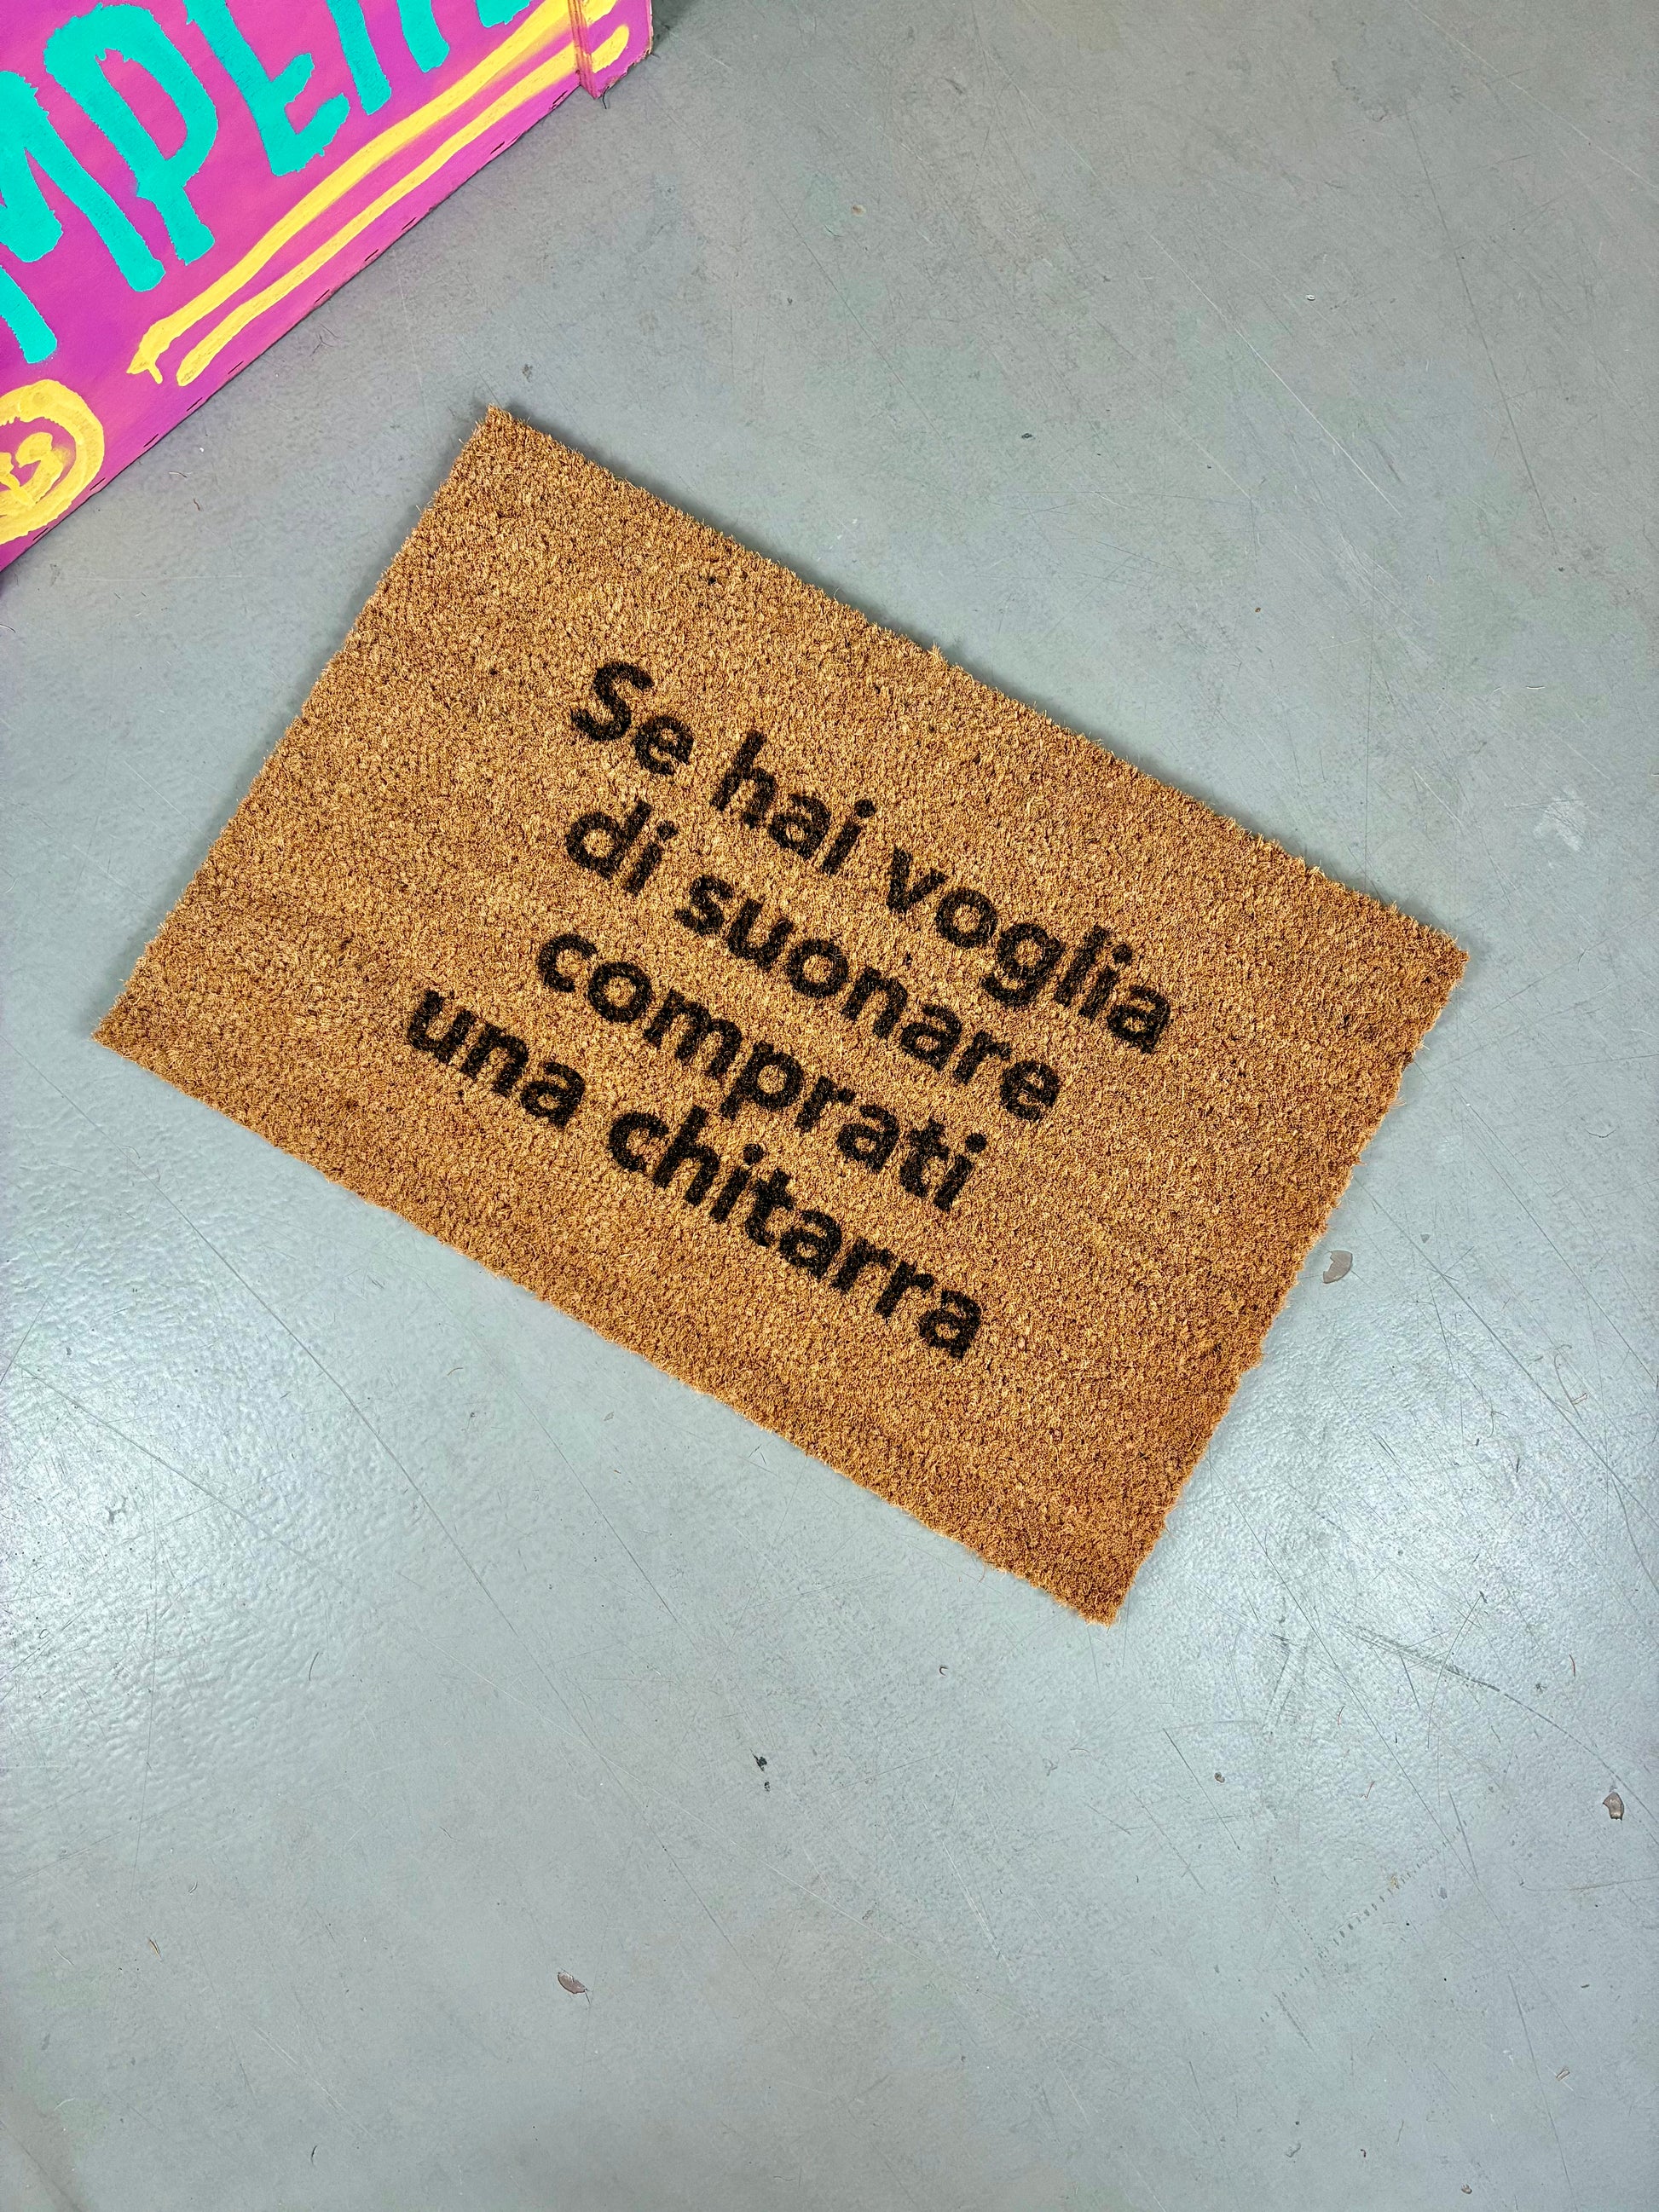 Se hai voglia
di suonare
comprati
una chitarra